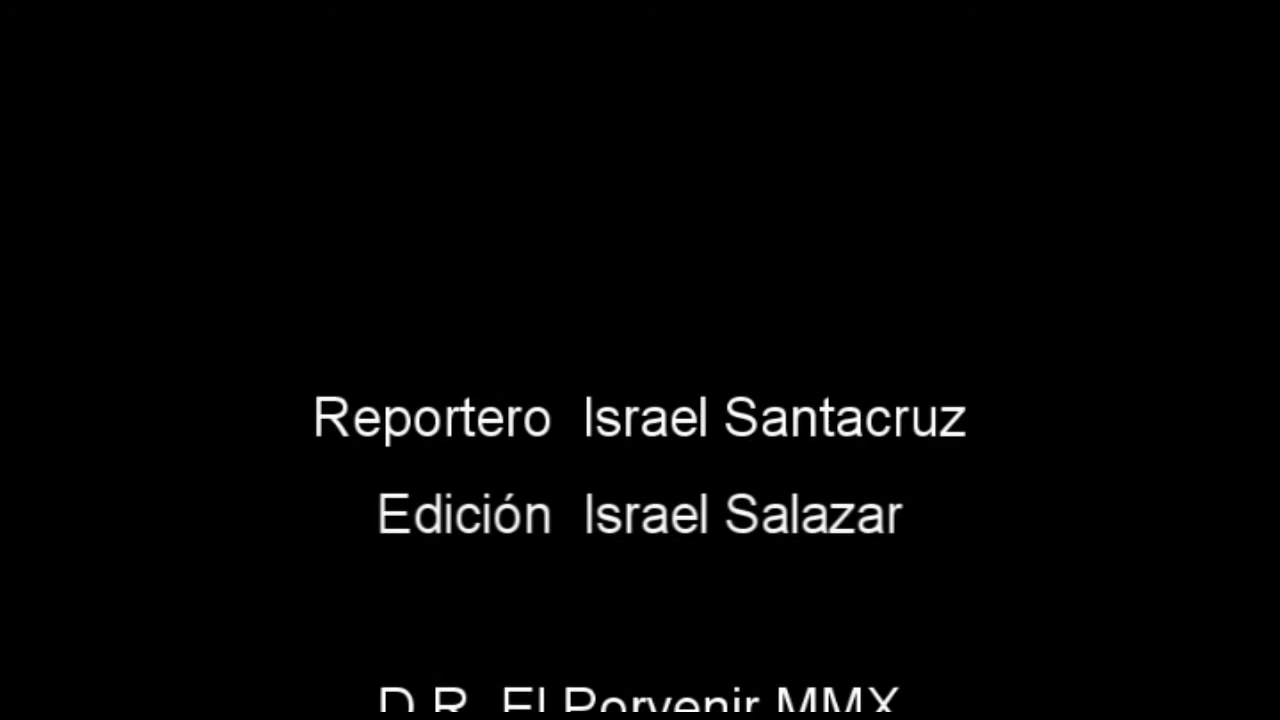 Reportero Israel Santacruz
Edición Israel Salazar
D.R. El Porvenir MMX